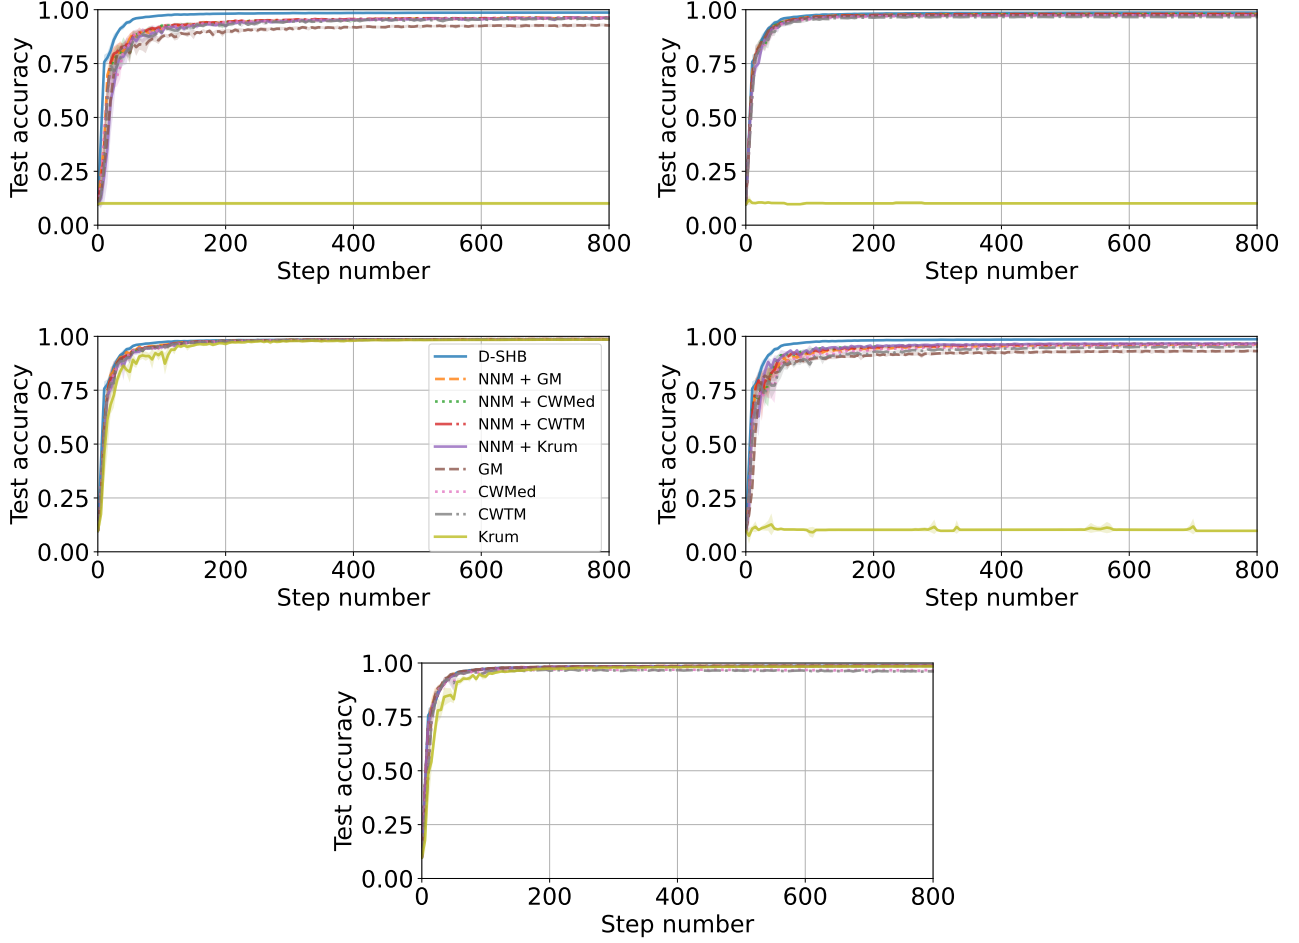 1.00
0.75
0.50
0.25
0.00
Test accuracy
0 200 400 600 800
Step number
1.00
0.75
0.50
0.25
0.00
Test accuracy
0 200 400 600 800
Step number
1.00
0.75
0.50
0.25
0.00
Test accuracy
D-SHB
NNM + GM
NNM + CWMed
NNM + CWTM
NNM + Krum
GM
CWMed
CWTM
Krum
0 200 400 600 800
Step number
1.00
0.75
0.50
0.25
0.00
Test accuracy
0 200 400 600 800
Step number
1.00
0.75
0.50
0.25
0.00
Test accuracy
0 200 400 600 800
Step number